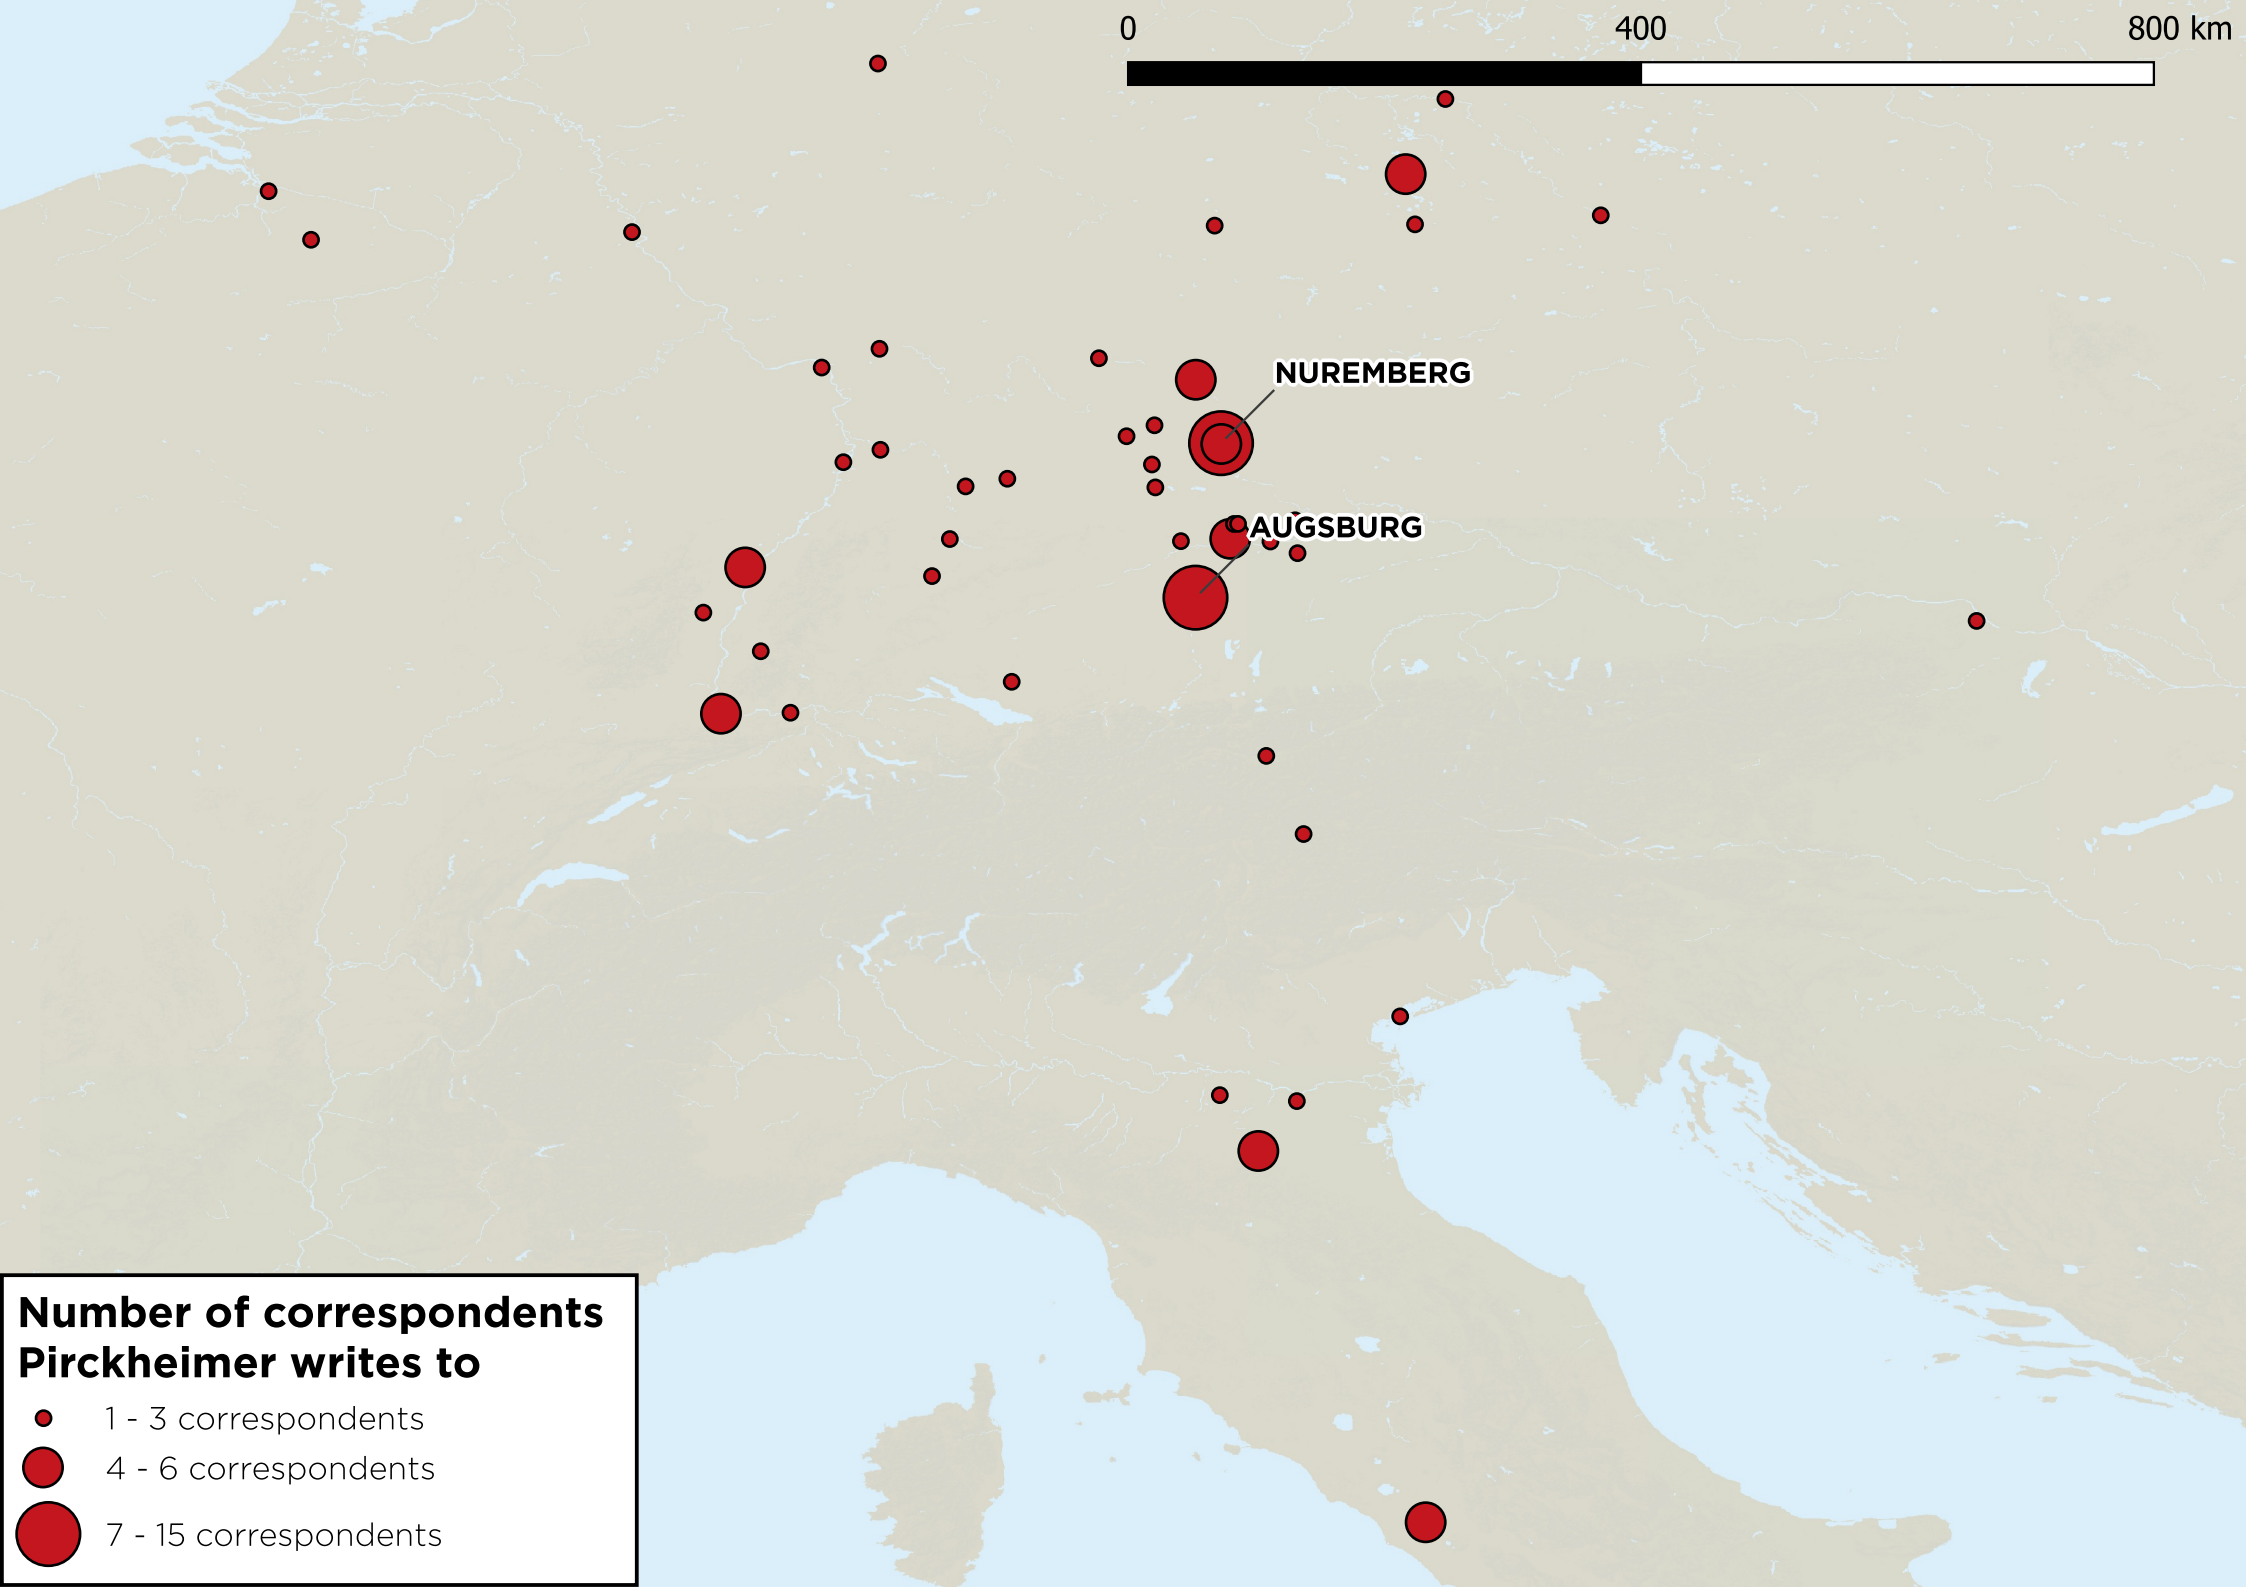 0 400 800 km
NUREMBERG
AUGSBURG
Number of correspondents
Pirckheimer writes to
1 - 3 correspondents
4 - 6 correspondents
7 - 15 correspondents